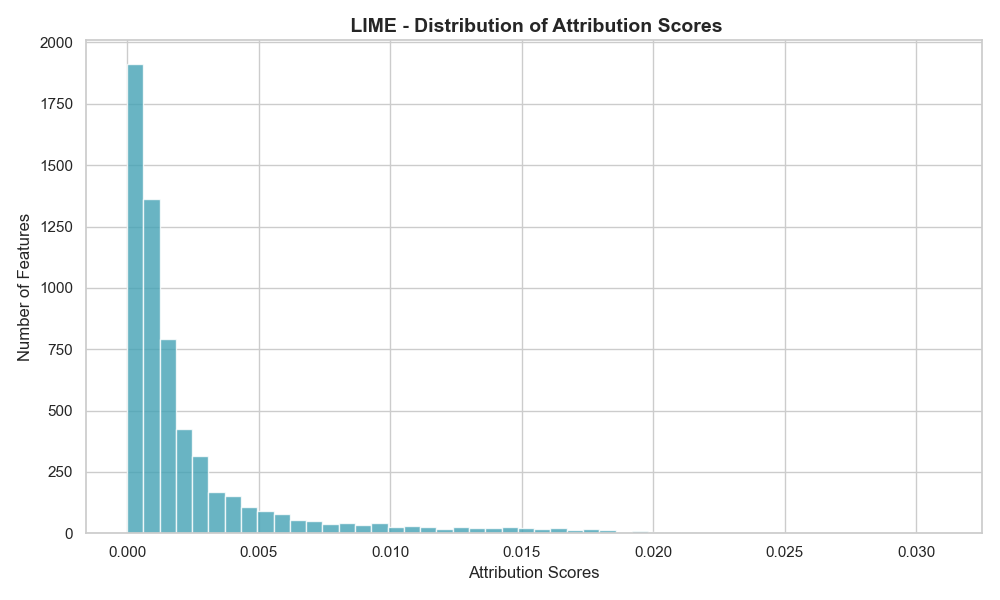 LIME - Distribution of Attribution Scores
2000
1750
1500
1250
1000
750
500
250
0
Number of Features
0.000 0.005 0.010 0.015 0.020 0.025 0.030
Attribution Scores